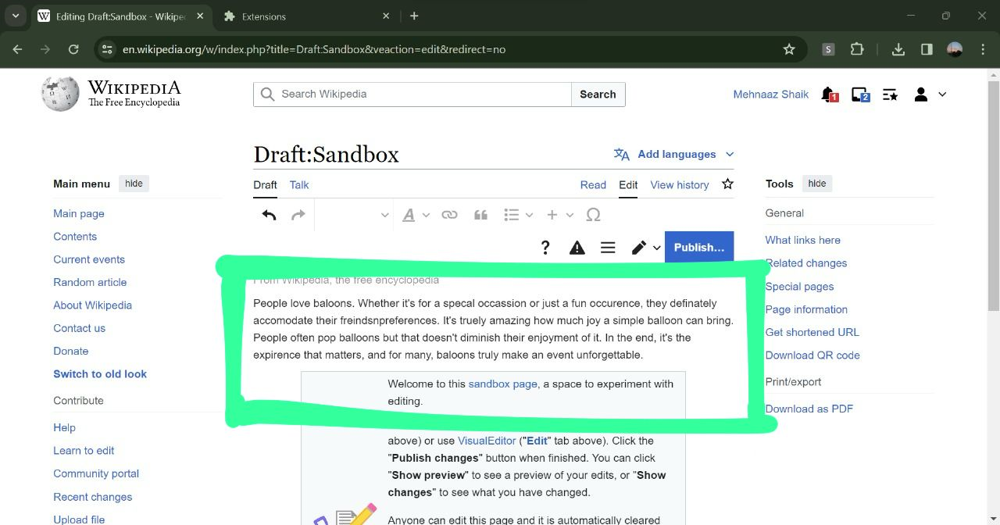 Editing Draft:Sandbox - Wikipe
Extensions
en.wikipedia.org/w/index.php?title=Draft:Sandbox&veaction=edit&redirect=no
S
WIKIPEDIA
The Free Encyclopedia
Search Wikipedia
Search
Mehnaaz Shaik
1
2
Draft:Sandbox
Add languages
Main menu
hide
Draft
Talk
Read
Edit
View history
Tools
hide
Main page
Contents
Current events
Random article
About Wikipedia
Contact us
Donate
Switch to old look
Contribute
Help
Learn to edit
Community portal
Recent changes
Upload file
Publish...
From Wikipedia, the free encyclopedia
People love baloons. Whether it's for a specal occassion or just a fun occurence, they definately
accomodate their freindsnpreferences. It's truely amazing how much joy a simple balloon can bring.
People often pop balloons but that doesn't diminish their enjoyment of it. In the end, it's the
expirence that matters, and for many, baloons truly make an event unforgettable.
Welcome to this sandbox page, a space to experiment with
editing.
above) or use VisualEditor ("Edit" tab above). Click the
"Publish changes" button when finished. You can click
"Show preview" to see a preview of your edits, or "Show
changes" to see what you have changed.
Anyone can edit this page and it is automatically cleared
General
What links here
Related changes
Special pages
Page information
Get shortened URL
Download QR code
Print/export
Download as PDF